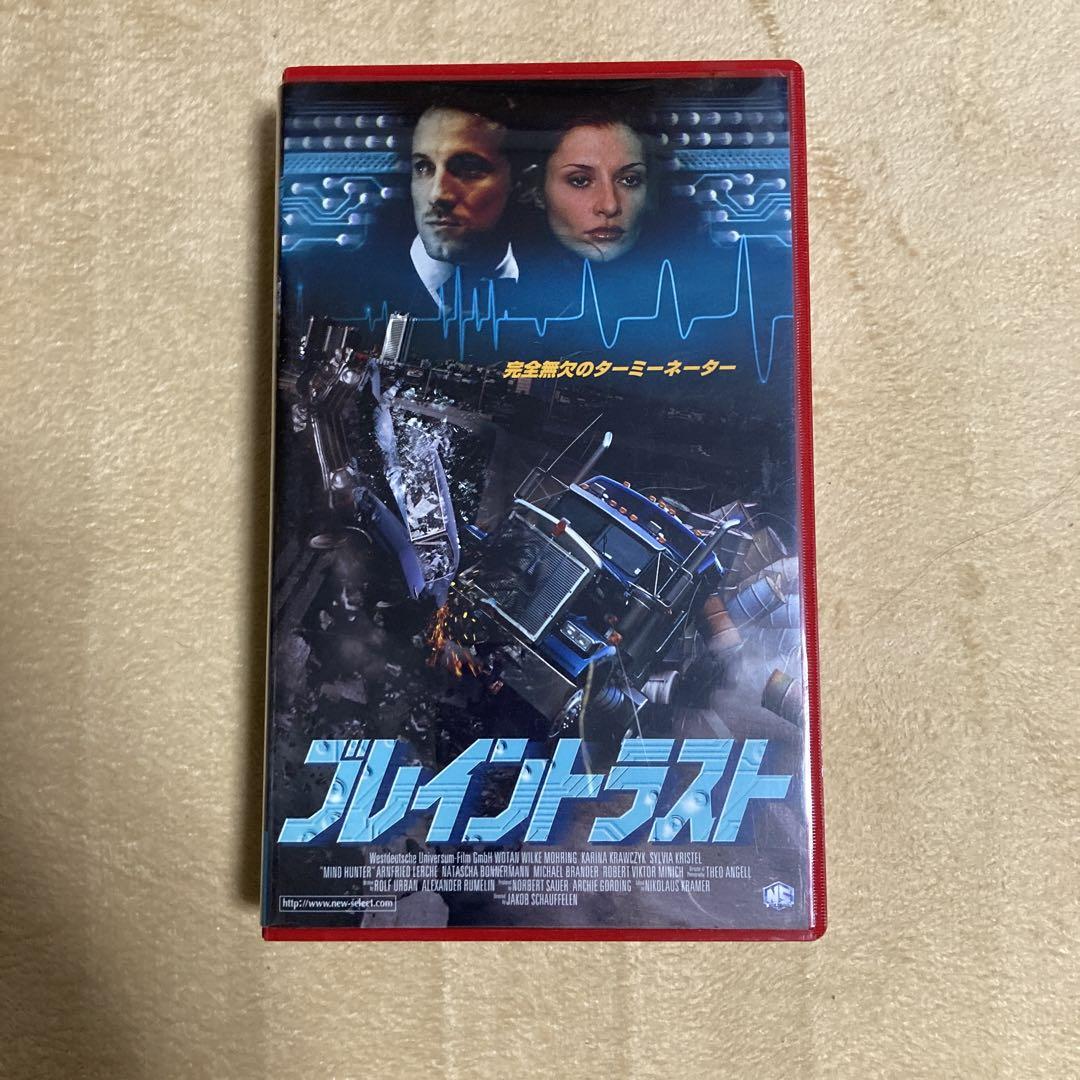 完全無欠のターミーネーター
ブレイントラスト
Westdeutsche Universum-Film GmbH WOTAN WILKE MOHRING KARINA KRAWCZYK SYLVIA KRISTEL
"MIND HUNTER" ARNFRIED LERCHE NATASCHA BONNERMANN MICHAEL BRANDER ROBERT VIKTOR MINICH THEO ANGELL
ROLF URBAN ALEXANDER RUMELIN NORBERT SAUER ARCHIE GORDING NIKOLAUS KRAMER
JAKOB SCHAUFFELEN
http://www.new-select.com
NS